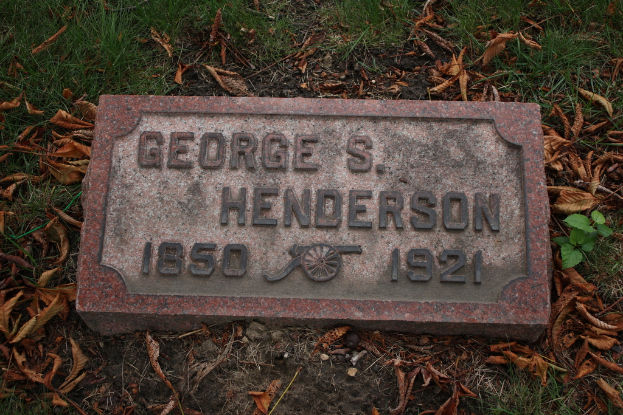 GEORGE S.
HENDERSON
1850 1921